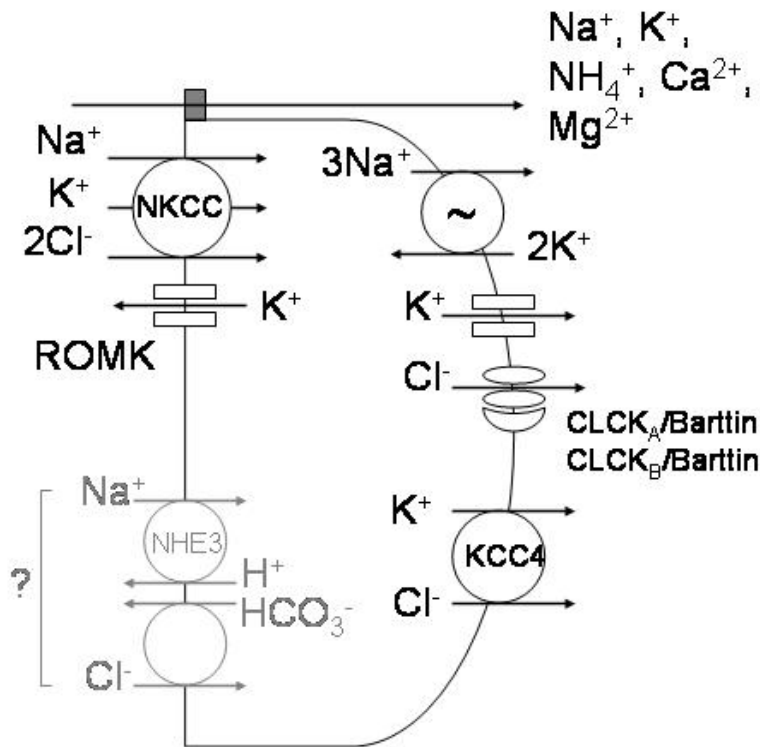 Na⁺, K⁺,
NH₄⁺, Ca²⁺,
Mg²⁺
Na⁺
K⁺
NKCC
2Cl⁻
K⁺
ROMK
3Na⁺
~
2K⁺
K⁺
Cl⁻
CLCK_A/Barttin
CLCK_B/Barttin
?
Na⁺
NHE3
H⁺
HCO₃⁻
Cl⁻
K⁺
KCC4
Cl⁻